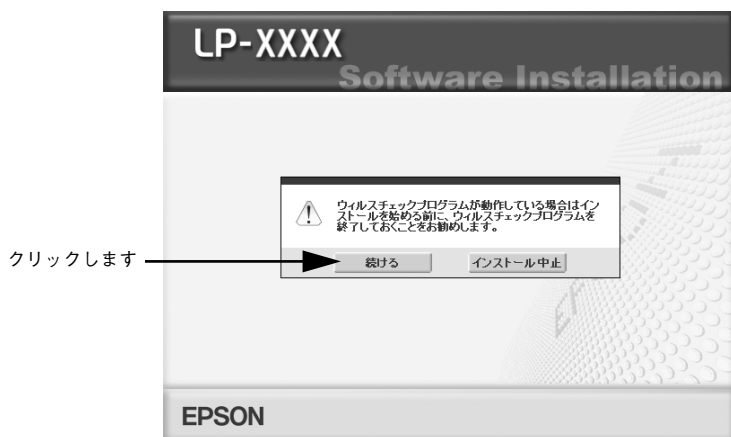 LP-XXXX
Software Installation
ウィルスチェックプログラムが動作している場合はイン
ストールを始める前に、ウィルスチェックプログラムを
終了しておくことをお勧めします。
クリックします
続ける
インストール中止
EPSON